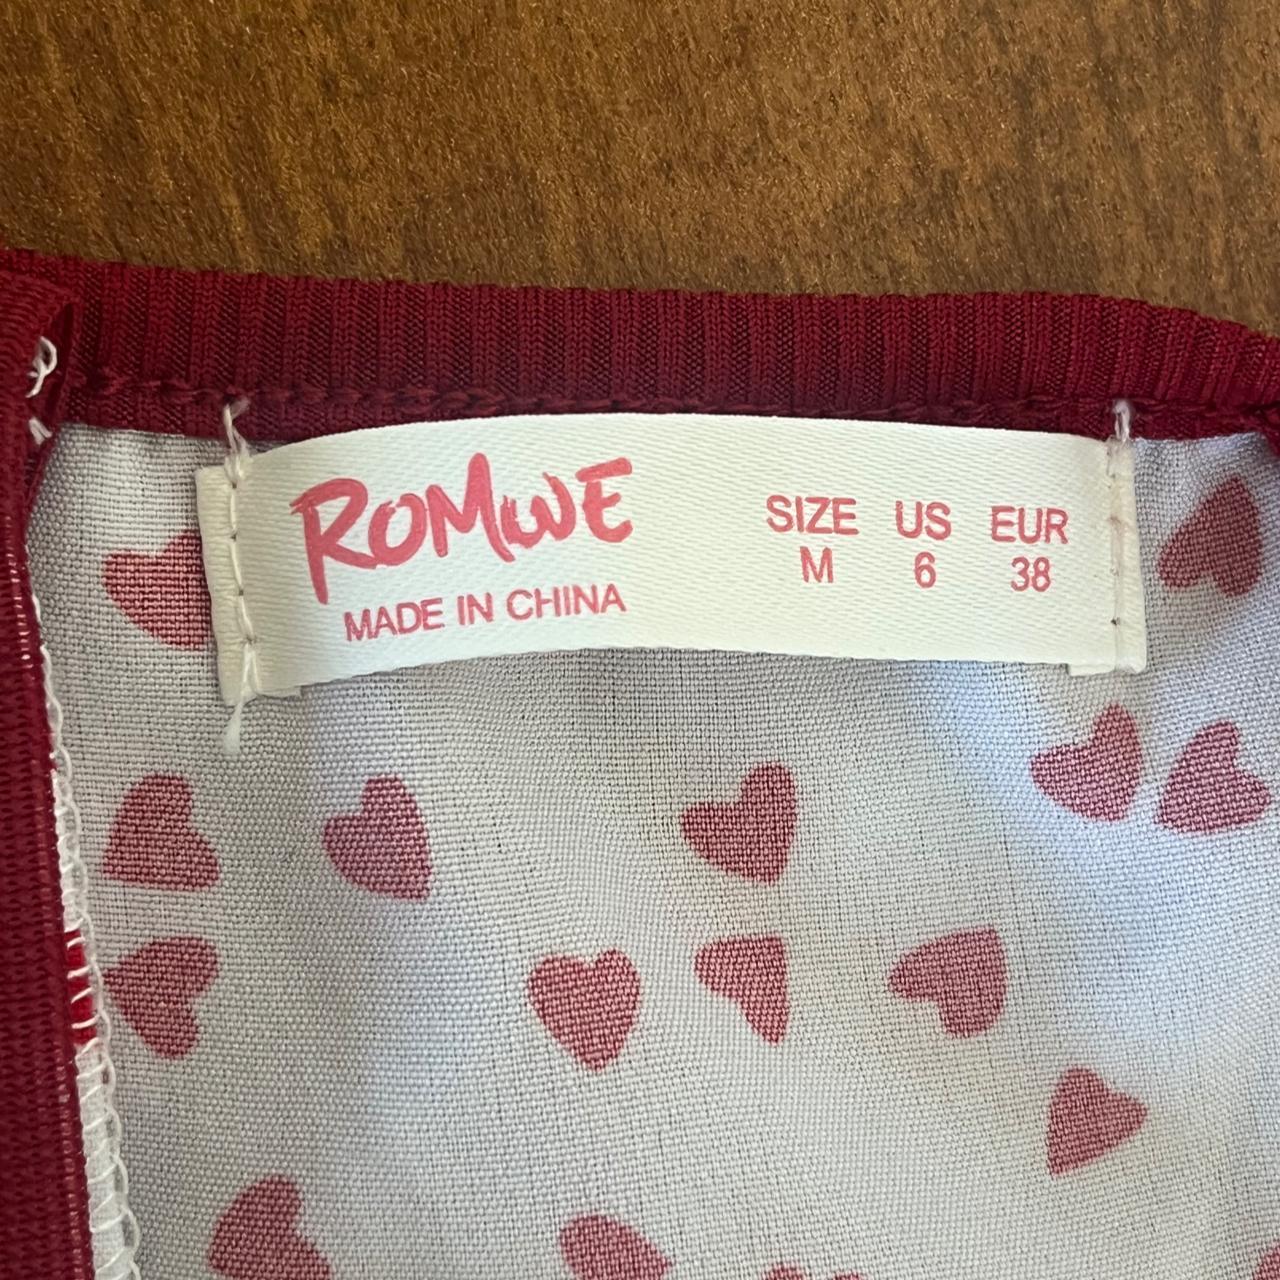 ROMWE
MADE IN CHINA
SIZE US EUR
M 6 38